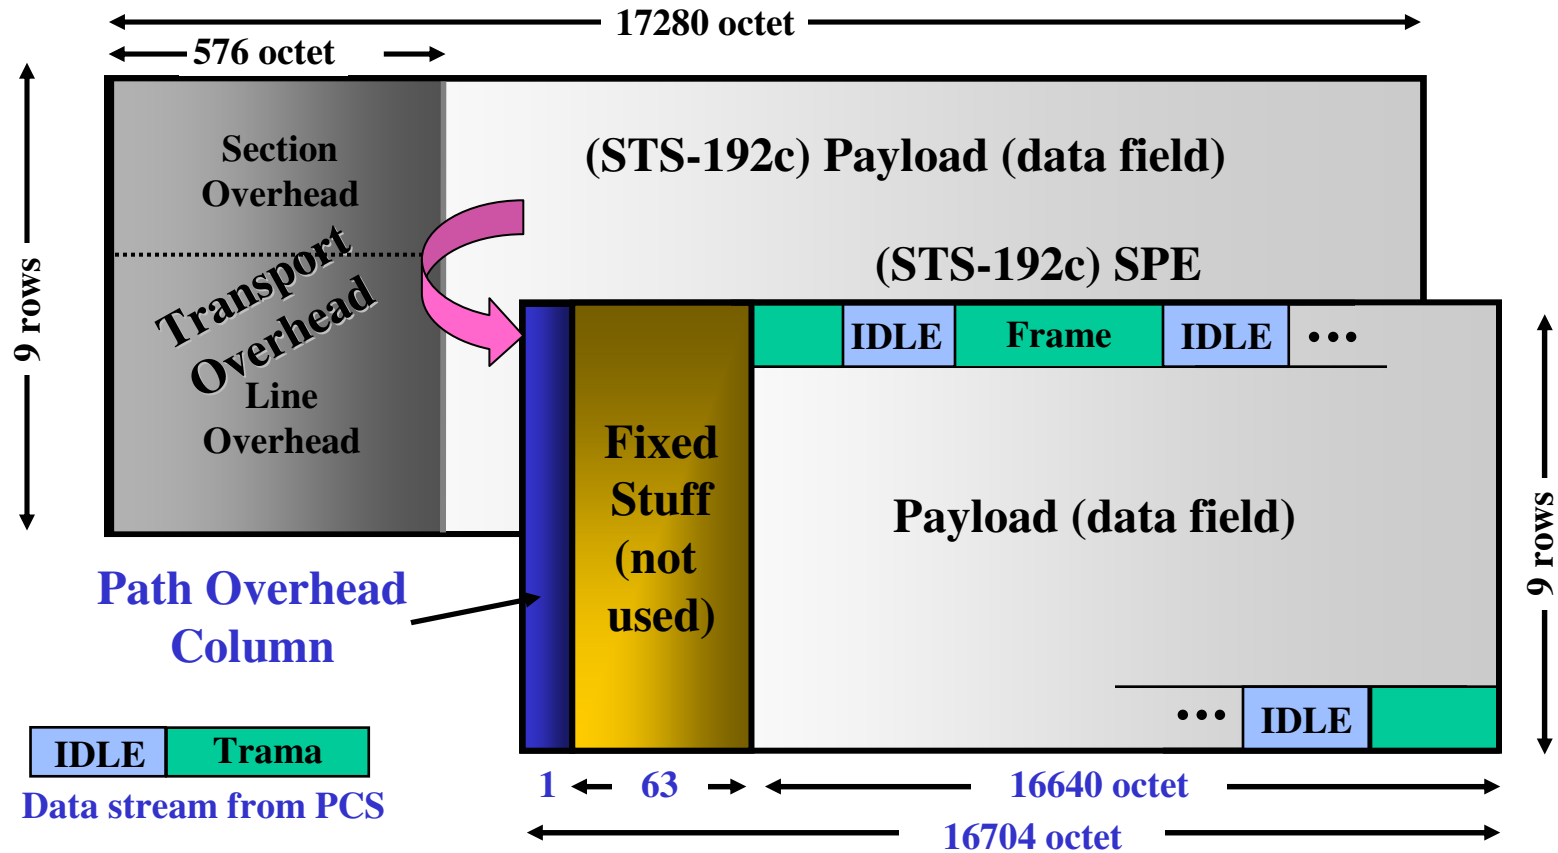 17280 octet
576 octet
9 rows
Section
Overhead
Transport
Overhead
Line
Overhead
(STS-192c) Payload (data field)
(STS-192c) SPE
IDLE
Frame
IDLE
•••
Fixed
Stuff
(not
used)
Payload (data field)
9 rows
•••
IDLE
Path Overhead
Column
IDLE
Trama
Data stream from PCS
1
63
16640 octet
16704 octet